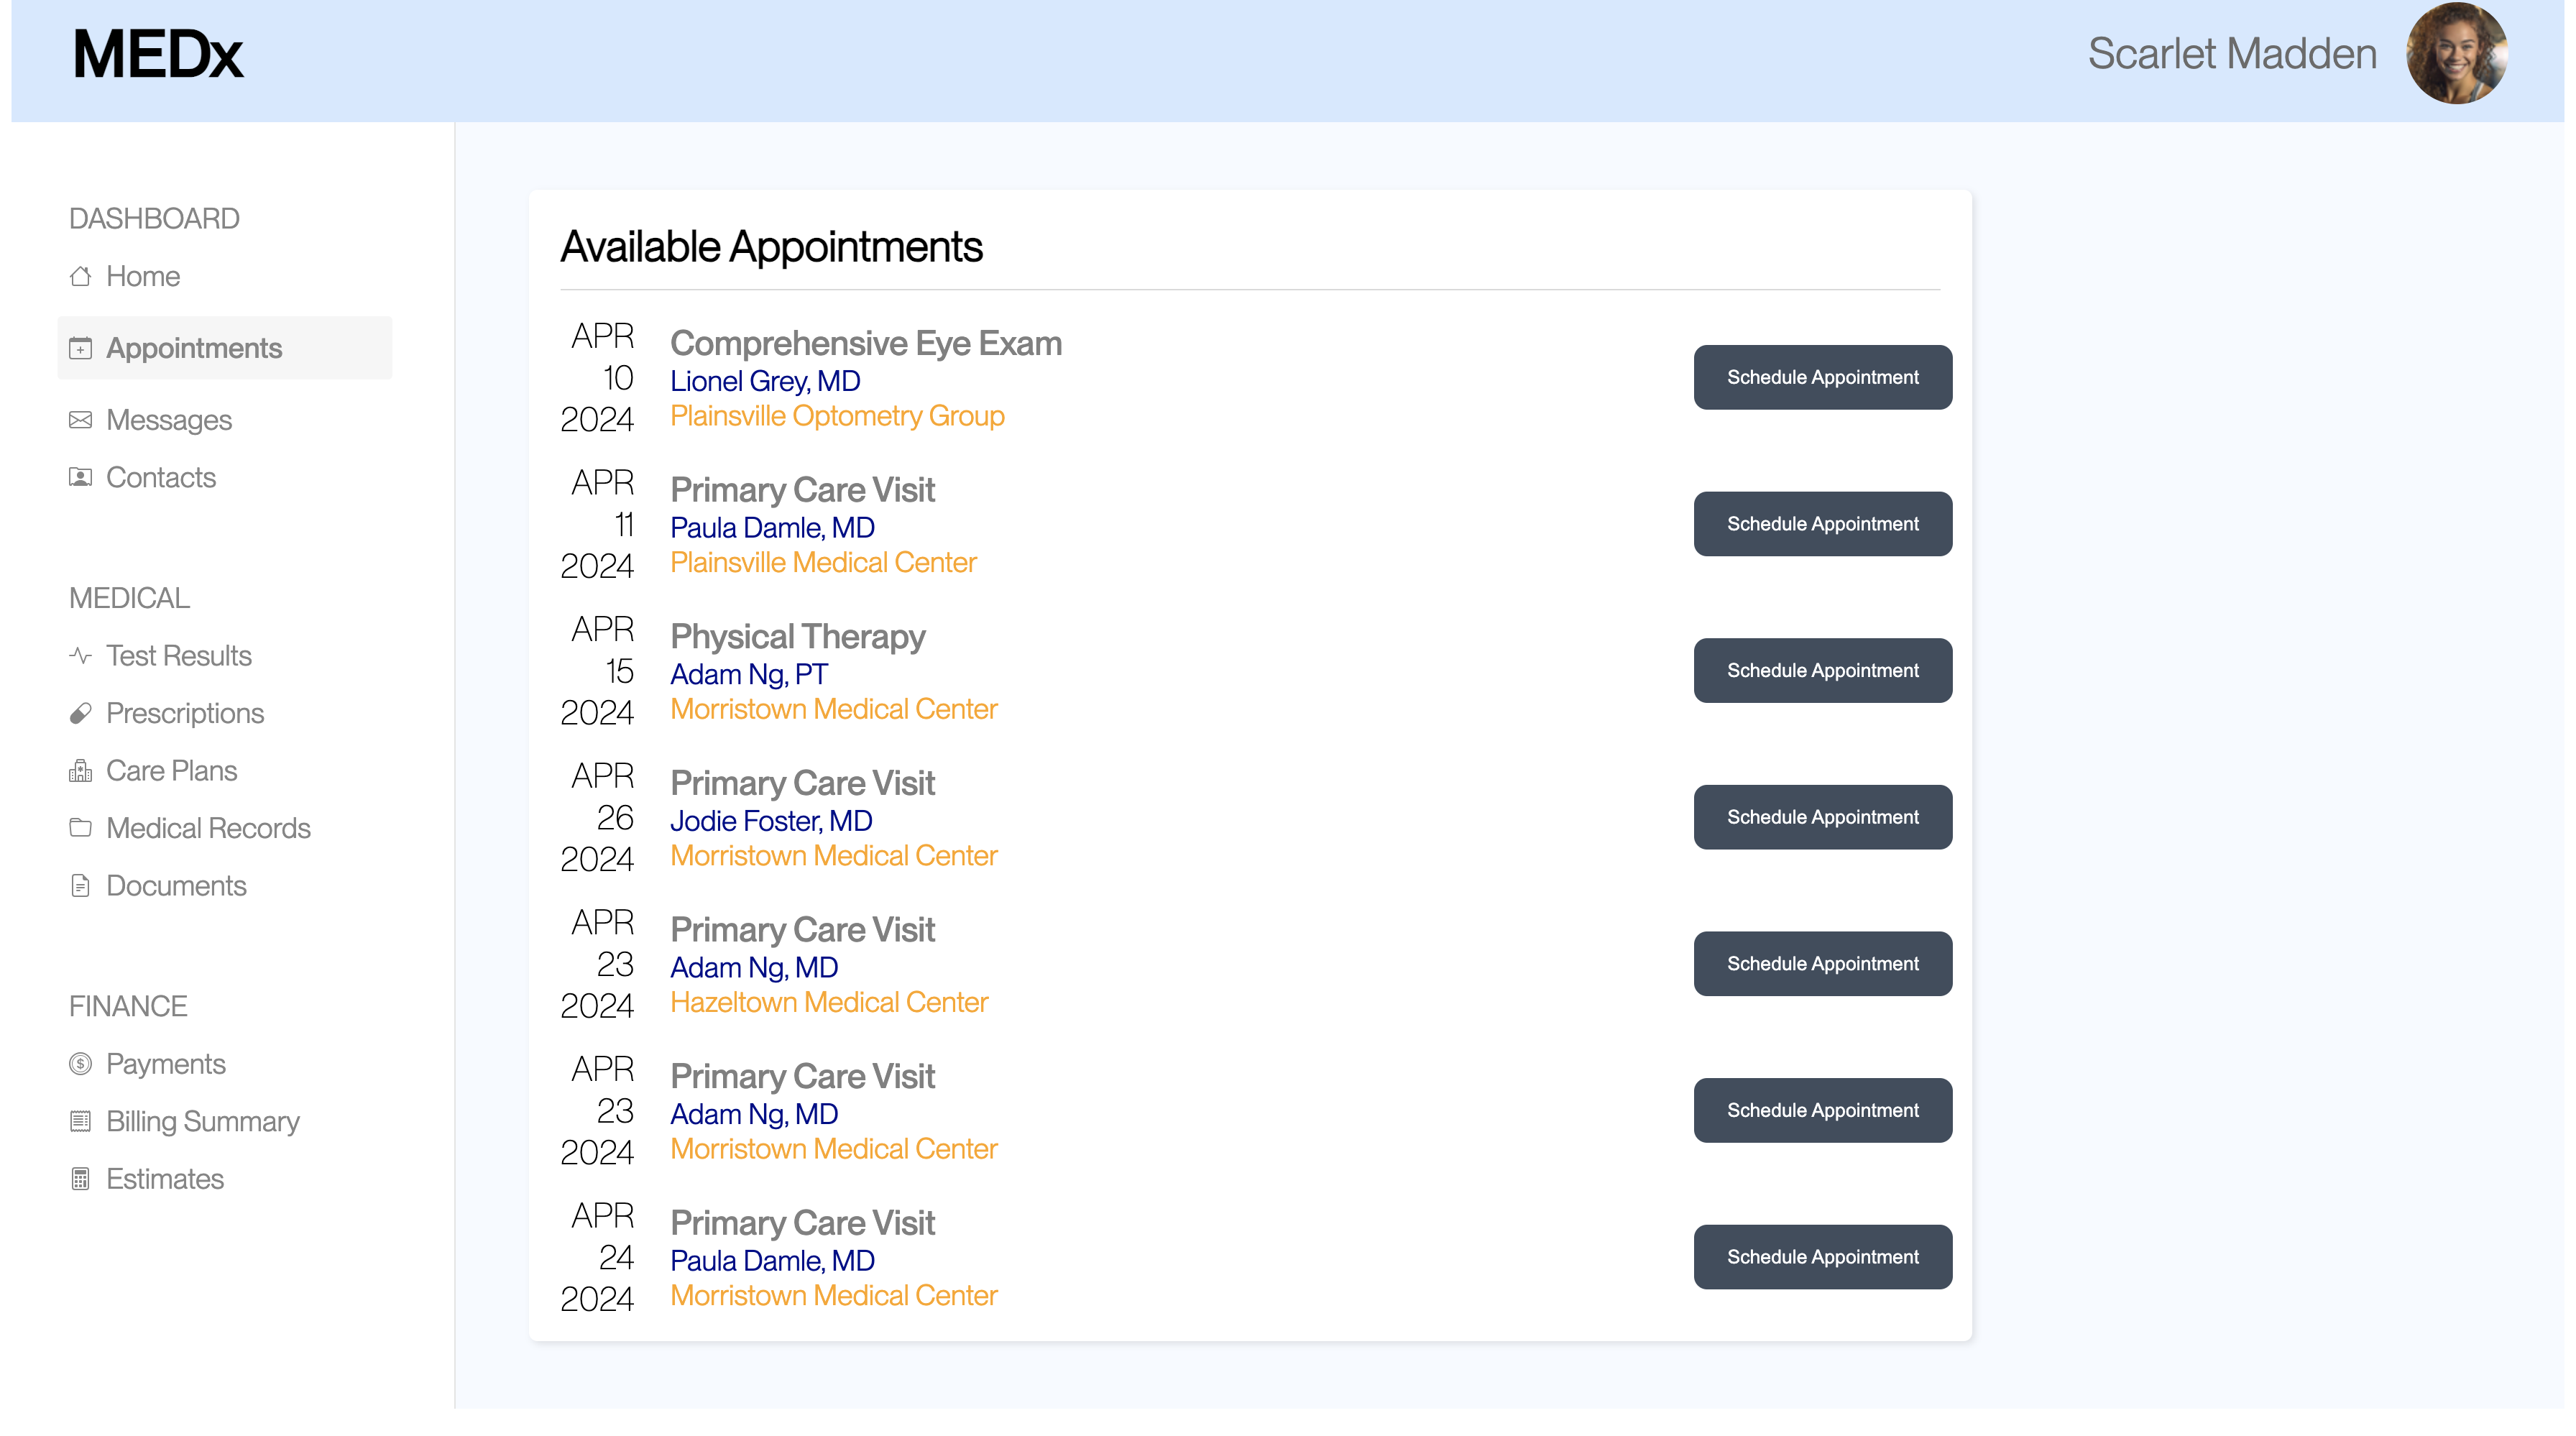 MEDx
Scarlet Madden
DASHBOARD
Home
Appointments
Messages
Contacts
MEDICAL
Test Results
Prescriptions
Care Plans
Medical Records
Documents
FINANCE
Payments
Billing Summary
Estimates
Available Appointments
APR
10
2024
Comprehensive Eye Exam
Lionel Grey, MD
Plainsville Optometry Group
Schedule Appointment
APR
11
2024
Primary Care Visit
Paula Damle, MD
Plainsville Medical Center
Schedule Appointment
APR
15
2024
Physical Therapy
Adam Ng, PT
Morristown Medical Center
Schedule Appointment
APR
26
2024
Primary Care Visit
Jodie Foster, MD
Morristown Medical Center
Schedule Appointment
APR
23
2024
Primary Care Visit
Adam Ng, MD
Hazeltown Medical Center
Schedule Appointment
APR
23
2024
Primary Care Visit
Adam Ng, MD
Morristown Medical Center
Schedule Appointment
APR
24
2024
Primary Care Visit
Paula Damle, MD
Morristown Medical Center
Schedule Appointment